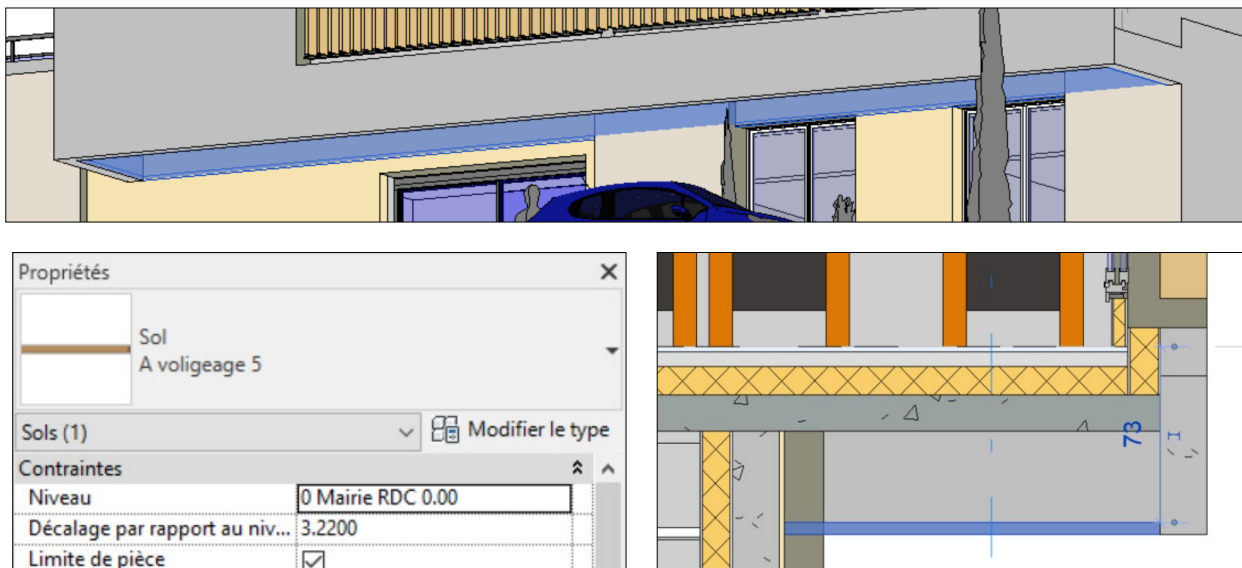 Propriétés
Sol
A voligeage 5
Sols (1)
Modifier le type
Contraintes
Niveau
0 Mairie RDC 0.00
Décalage par rapport au niv...
3.2200
Limite de pièce
73